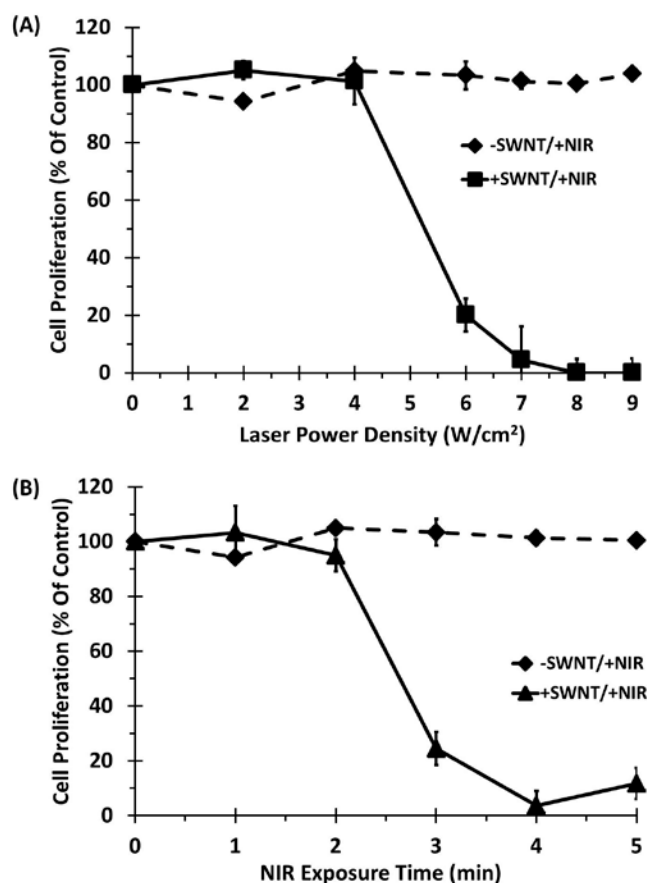 (A)
120
100
80
60
40
20
0
Cell Proliferation (% Of Control)
-SWNT/+NIR
+SWNT/+NIR
0 1 2 0 4 0 6 7 8 9
Laser Power Density (W/cm²)
(B)
120
100
80
60
40
20
0
Cell Proliferation (% Of Control)
-SWNT/+NIR
+SWNT/+NIR
0 1 2 3 4 5
NIR Exposure Time (min)